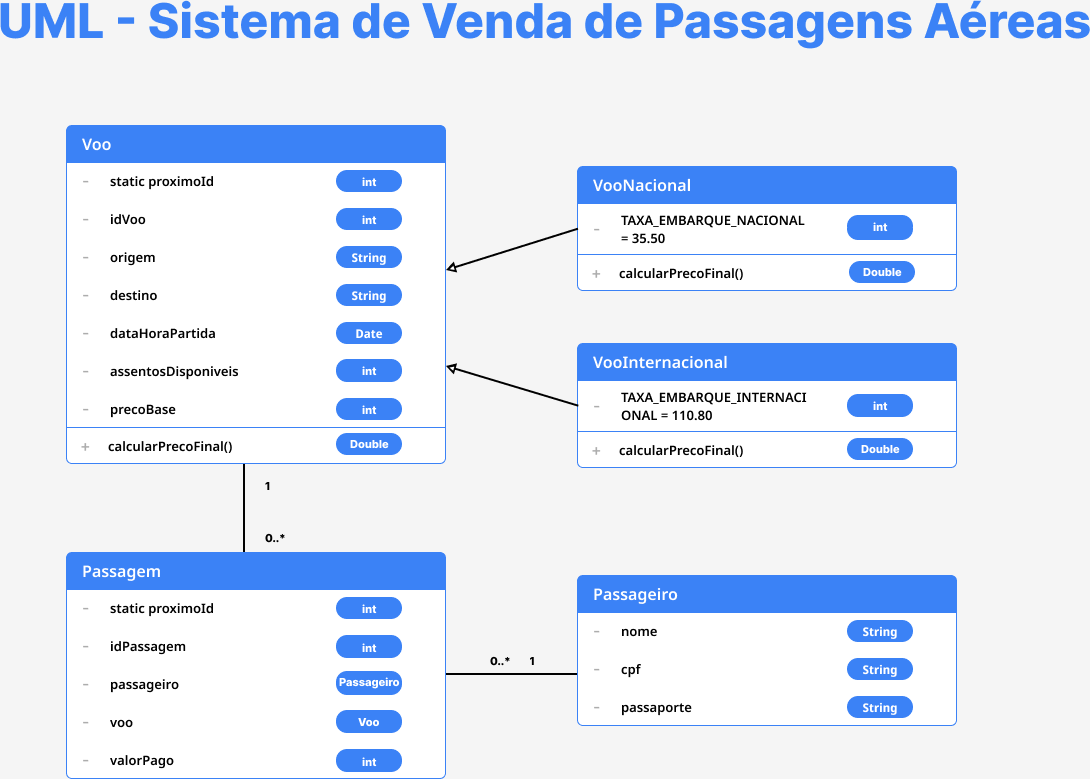 UML - Sistema de Venda de Passagens Aéreas
Voo
- static proximoId int
- idVoo int
- origem String
- destino String
- dataHoraPartida Date
- assentosDisponiveis int
- precoBase int
+ calcularPrecoFinal() Double
VooNacional
- TAXA_EMBARQUE_NACIONAL int
= 35.50
+ calcularPrecoFinal() Double
VooInternacional
- TAXA_EMBARQUE_INTERNACI int
ONAL = 110.80
+ calcularPrecoFinal() Double
1
0..*
Passagem
- static proximoId int
- idPassagem int
- passageiro Passageiro
- voo Voo
- valorPago int
0..* 1
Passageiro
- nome String
- cpf String
- passaporte String